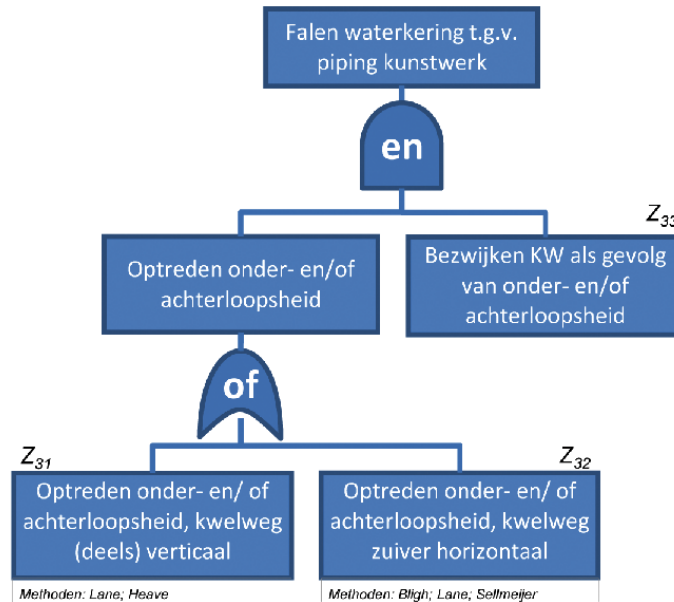 Falen waterkering t.g.v.
piping kunstwerk
en
Z33
Optreden onder- en/of
achterloopsheid
Bezwijken KW als gevolg
van onder- en/of
achterloopsheid
of
Z31
Z32
Optreden onder- en/ of
achterloopsheid, kwelweg
(deels) verticaal
Optreden onder- en/ of
achterloopsheid, kwelweg
zuiver horizontaal
Methoden: Lane; Heave
Methoden: Bligh; Lane; Sellmeijer